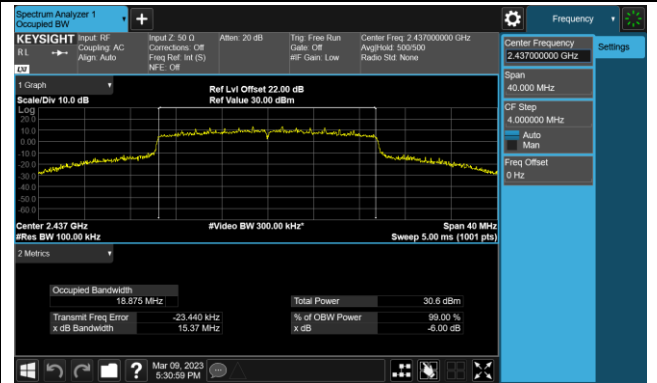 Spectrum Analyzer 1
Occupied BW
Frequency
KEYSIGHT
Input: RF
Coupling: AC
Align: Auto
Input Z: 50 Ω
Corrections: Off
Freq Ref: Int (S)
NFE: Off
Atten: 20 dB
Trig: Free Run
Gate: Off
#IF Gain: Low
Center Freq: 2.437000000 GHz
Avg|Hold: 500/500
Radio Std: None
R L
LXI
Center Frequency
2.437000000 GHz
Settings
Span
40.000 MHz
CF Step
4.000000 MHz
Auto
Man
Freq Offset
0 Hz
1 Graph
Scale/Div 10.0 dB
Ref Lvl Offset 22.00 dB
Ref Value 30.00 dBm
Log
20.0
10.0
0.00
-10.0
-20.0
-30.0
-40.0
-50.0
-60.0
Center 2.437 GHz
#Video BW 300.00 kHz*
Span 40 MHz
#Res BW 100.00 kHz
Sweep 5.00 ms (1001 pts)
2 Metrics
Occupied Bandwidth
18.875 MHz
Total Power 30.6 dBm
Transmit Freq Error -23.440 kHz
% of OBW Power 99.00 %
x dB Bandwidth 15.37 MHz
x dB -6.00 dB
?
Mar 09, 2023
5:30:59 PM